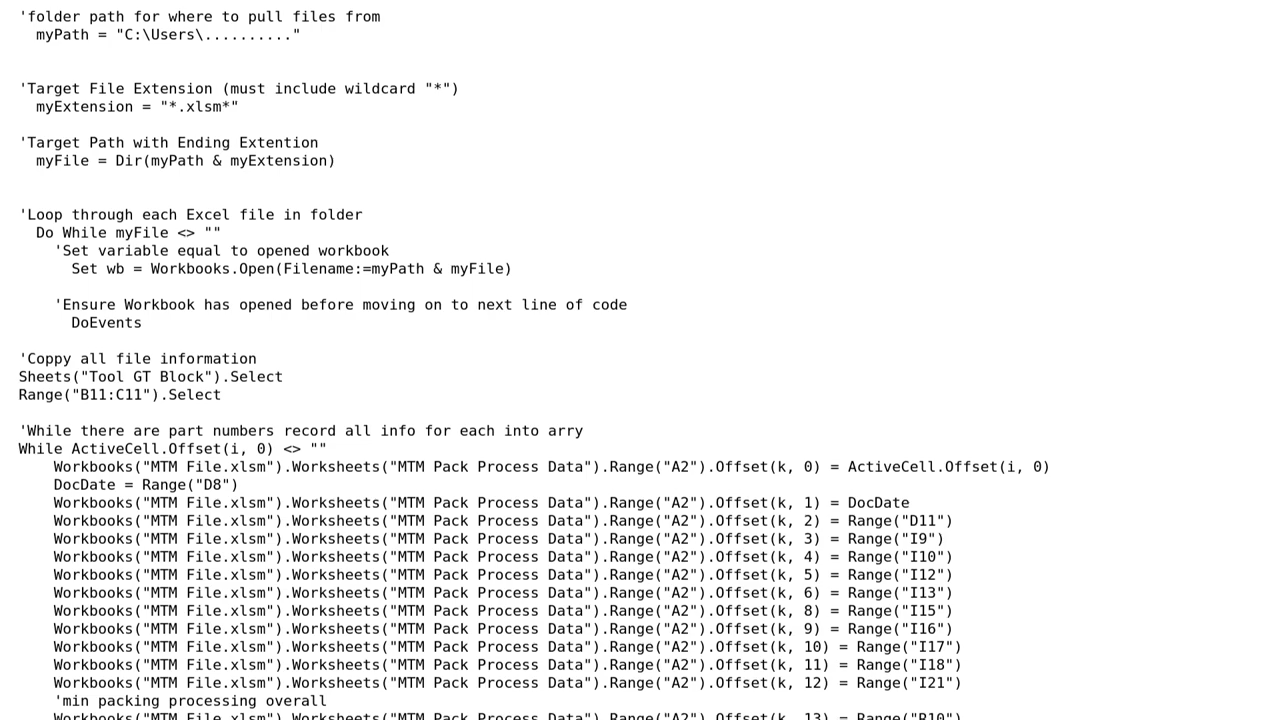 'folder path for where to pull files from
myPath = "C:\Users\.........."
'Target File Extension (must include wildcard "*")
myExtension = "*.xlsm*"
'Target Path with Ending Extention
myFile = Dir(myPath & myExtension)
'Loop through each Excel file in folder
Do While myFile <> ""
'Set variable equal to opened workbook
Set wb = Workbooks.Open(Filename:=myPath & myFile)
'Ensure Workbook has opened before moving on to next line of code
DoEvents
'Coppy all file information
Sheets("Tool GT Block").Select
Range("B11:C11").Select
'While there are part numbers record all info for each into arry
While ActiveCell.Offset(i, 0) <> ""
Workbooks("MTM File.xlsm").Worksheets("MTM Pack Process Data").Range("A2").Offset(k, 0) = ActiveCell.Offset(i, 0)
DocDate = Range("D8")
Workbooks("MTM File.xlsm").Worksheets("MTM Pack Process Data").Range("A2").Offset(k, 1) = DocDate
Workbooks("MTM File.xlsm").Worksheets("MTM Pack Process Data").Range("A2").Offset(k, 2) = Range("D11")
Workbooks("MTM File.xlsm").Worksheets("MTM Pack Process Data").Range("A2").Offset(k, 3) = Range("I9")
Workbooks("MTM File.xlsm").Worksheets("MTM Pack Process Data").Range("A2").Offset(k, 4) = Range("I10")
Workbooks("MTM File.xlsm").Worksheets("MTM Pack Process Data").Range("A2").Offset(k, 5) = Range("I12")
Workbooks("MTM File.xlsm").Worksheets("MTM Pack Process Data").Range("A2").Offset(k, 6) = Range("I13")
Workbooks("MTM File.xlsm").Worksheets("MTM Pack Process Data").Range("A2").Offset(k, 8) = Range("I15")
Workbooks("MTM File.xlsm").Worksheets("MTM Pack Process Data").Range("A2").Offset(k, 9) = Range("I16")
Workbooks("MTM File.xlsm").Worksheets("MTM Pack Process Data").Range("A2").Offset(k, 10) = Range("I17")
Workbooks("MTM File.xlsm").Worksheets("MTM Pack Process Data").Range("A2").Offset(k, 11) = Range("I18")
Workbooks("MTM File.xlsm").Worksheets("MTM Pack Process Data").Range("A2").Offset(k, 12) = Range("I21")
'min packing processing overall
Workbooks("MTM File.xlsm").Worksheets("MTM Pack Process Data").Range("A2").Offset(k, 13) =